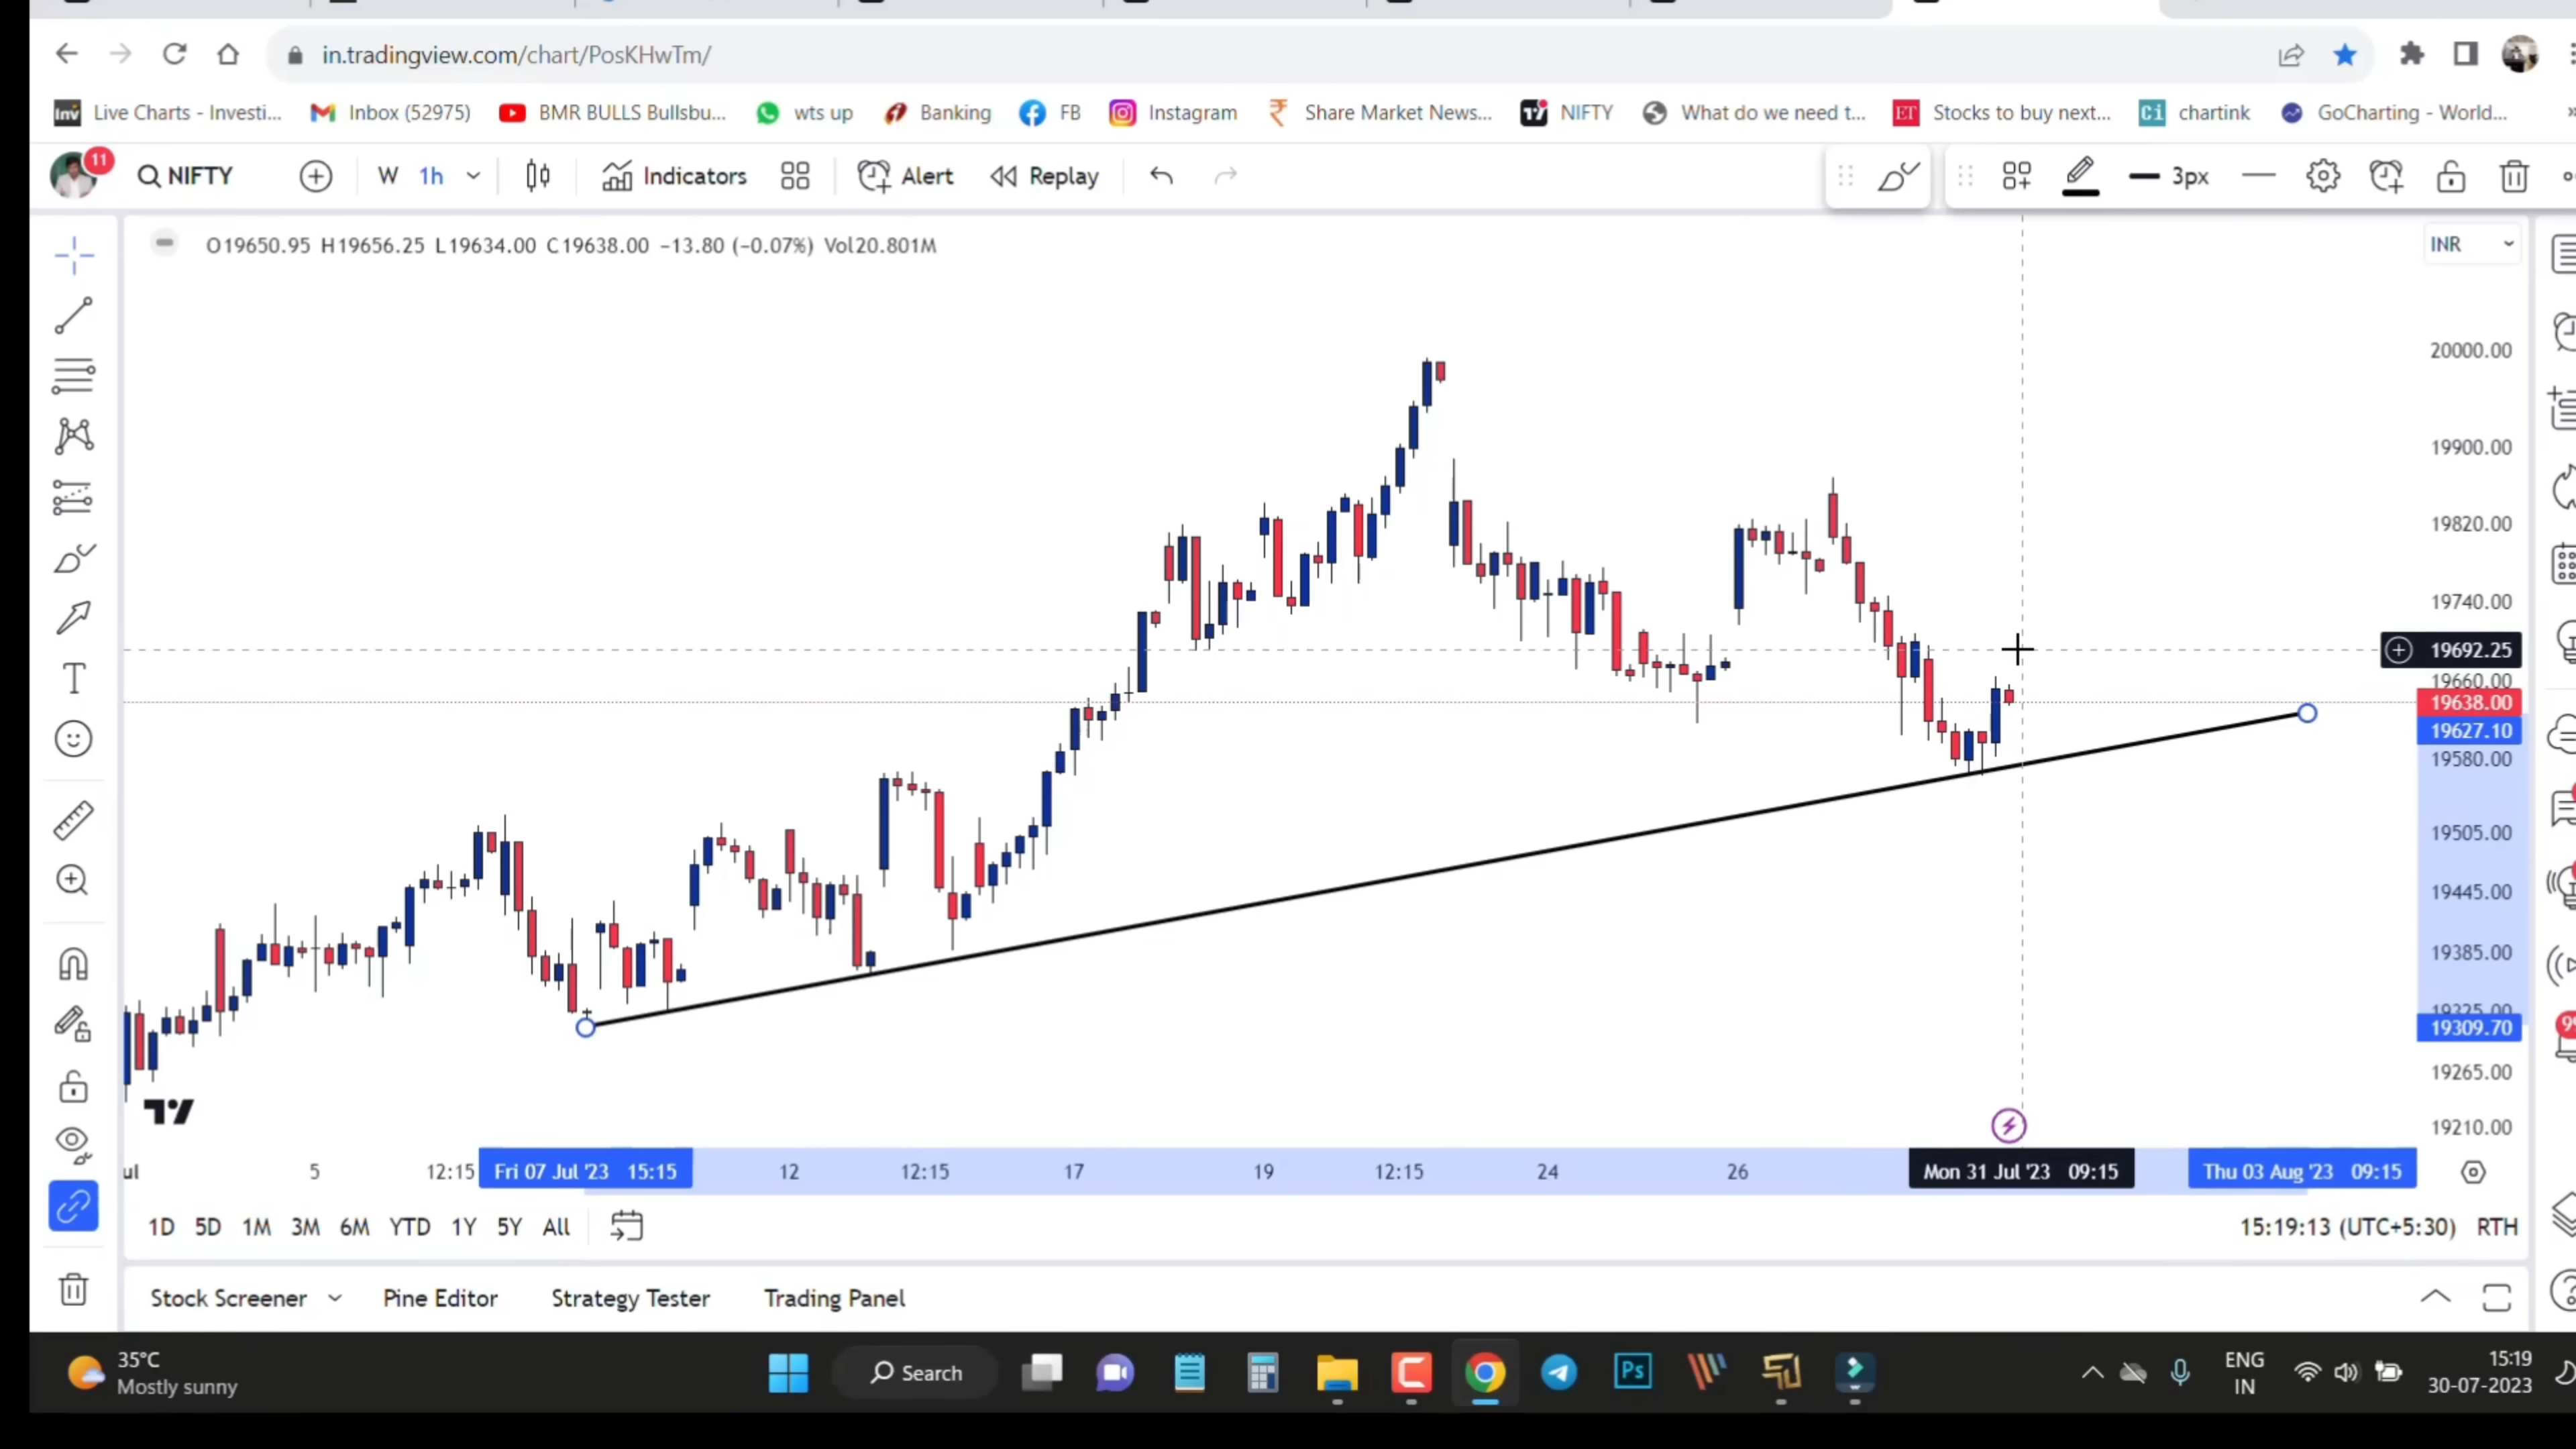 in.tradingview.com/chart/PosKHwTm/
Inv Live Charts - Investi... Inbox (52975) BMR BULLS Bullsbu... wts up Banking FB Instagram Share Market News... NIFTY What do we need t... ET Stocks to buy next... Ci chartink GoCharting - World...
11 NIFTY W 1h Indicators Alert Replay 3px
O19650.95 H19656.25 L19634.00 C19638.00 −13.80 (−0.07%) Vol20.801M INR
20000.00
19900.00
19820.00
19740.00
19692.25
19660.00
19638.00
19627.10
19580.00
19505.00
19445.00
19385.00
19325.00
19309.70
19265.00
19210.00
ul 5 12:15 Fri 07 Jul '23 15:15 12 12:15 17 19 12:15 24 26 Mon 31 Jul '23 09:15 Thu 03 Aug '23 09:15
1D 5D 1M 3M 6M YTD 1Y 5Y All 15:19:13 (UTC+5:30) RTH
Stock Screener Pine Editor Strategy Tester Trading Panel
35°C
Mostly sunny
Search
Ps
ENG
IN
15:19
30-07-2023